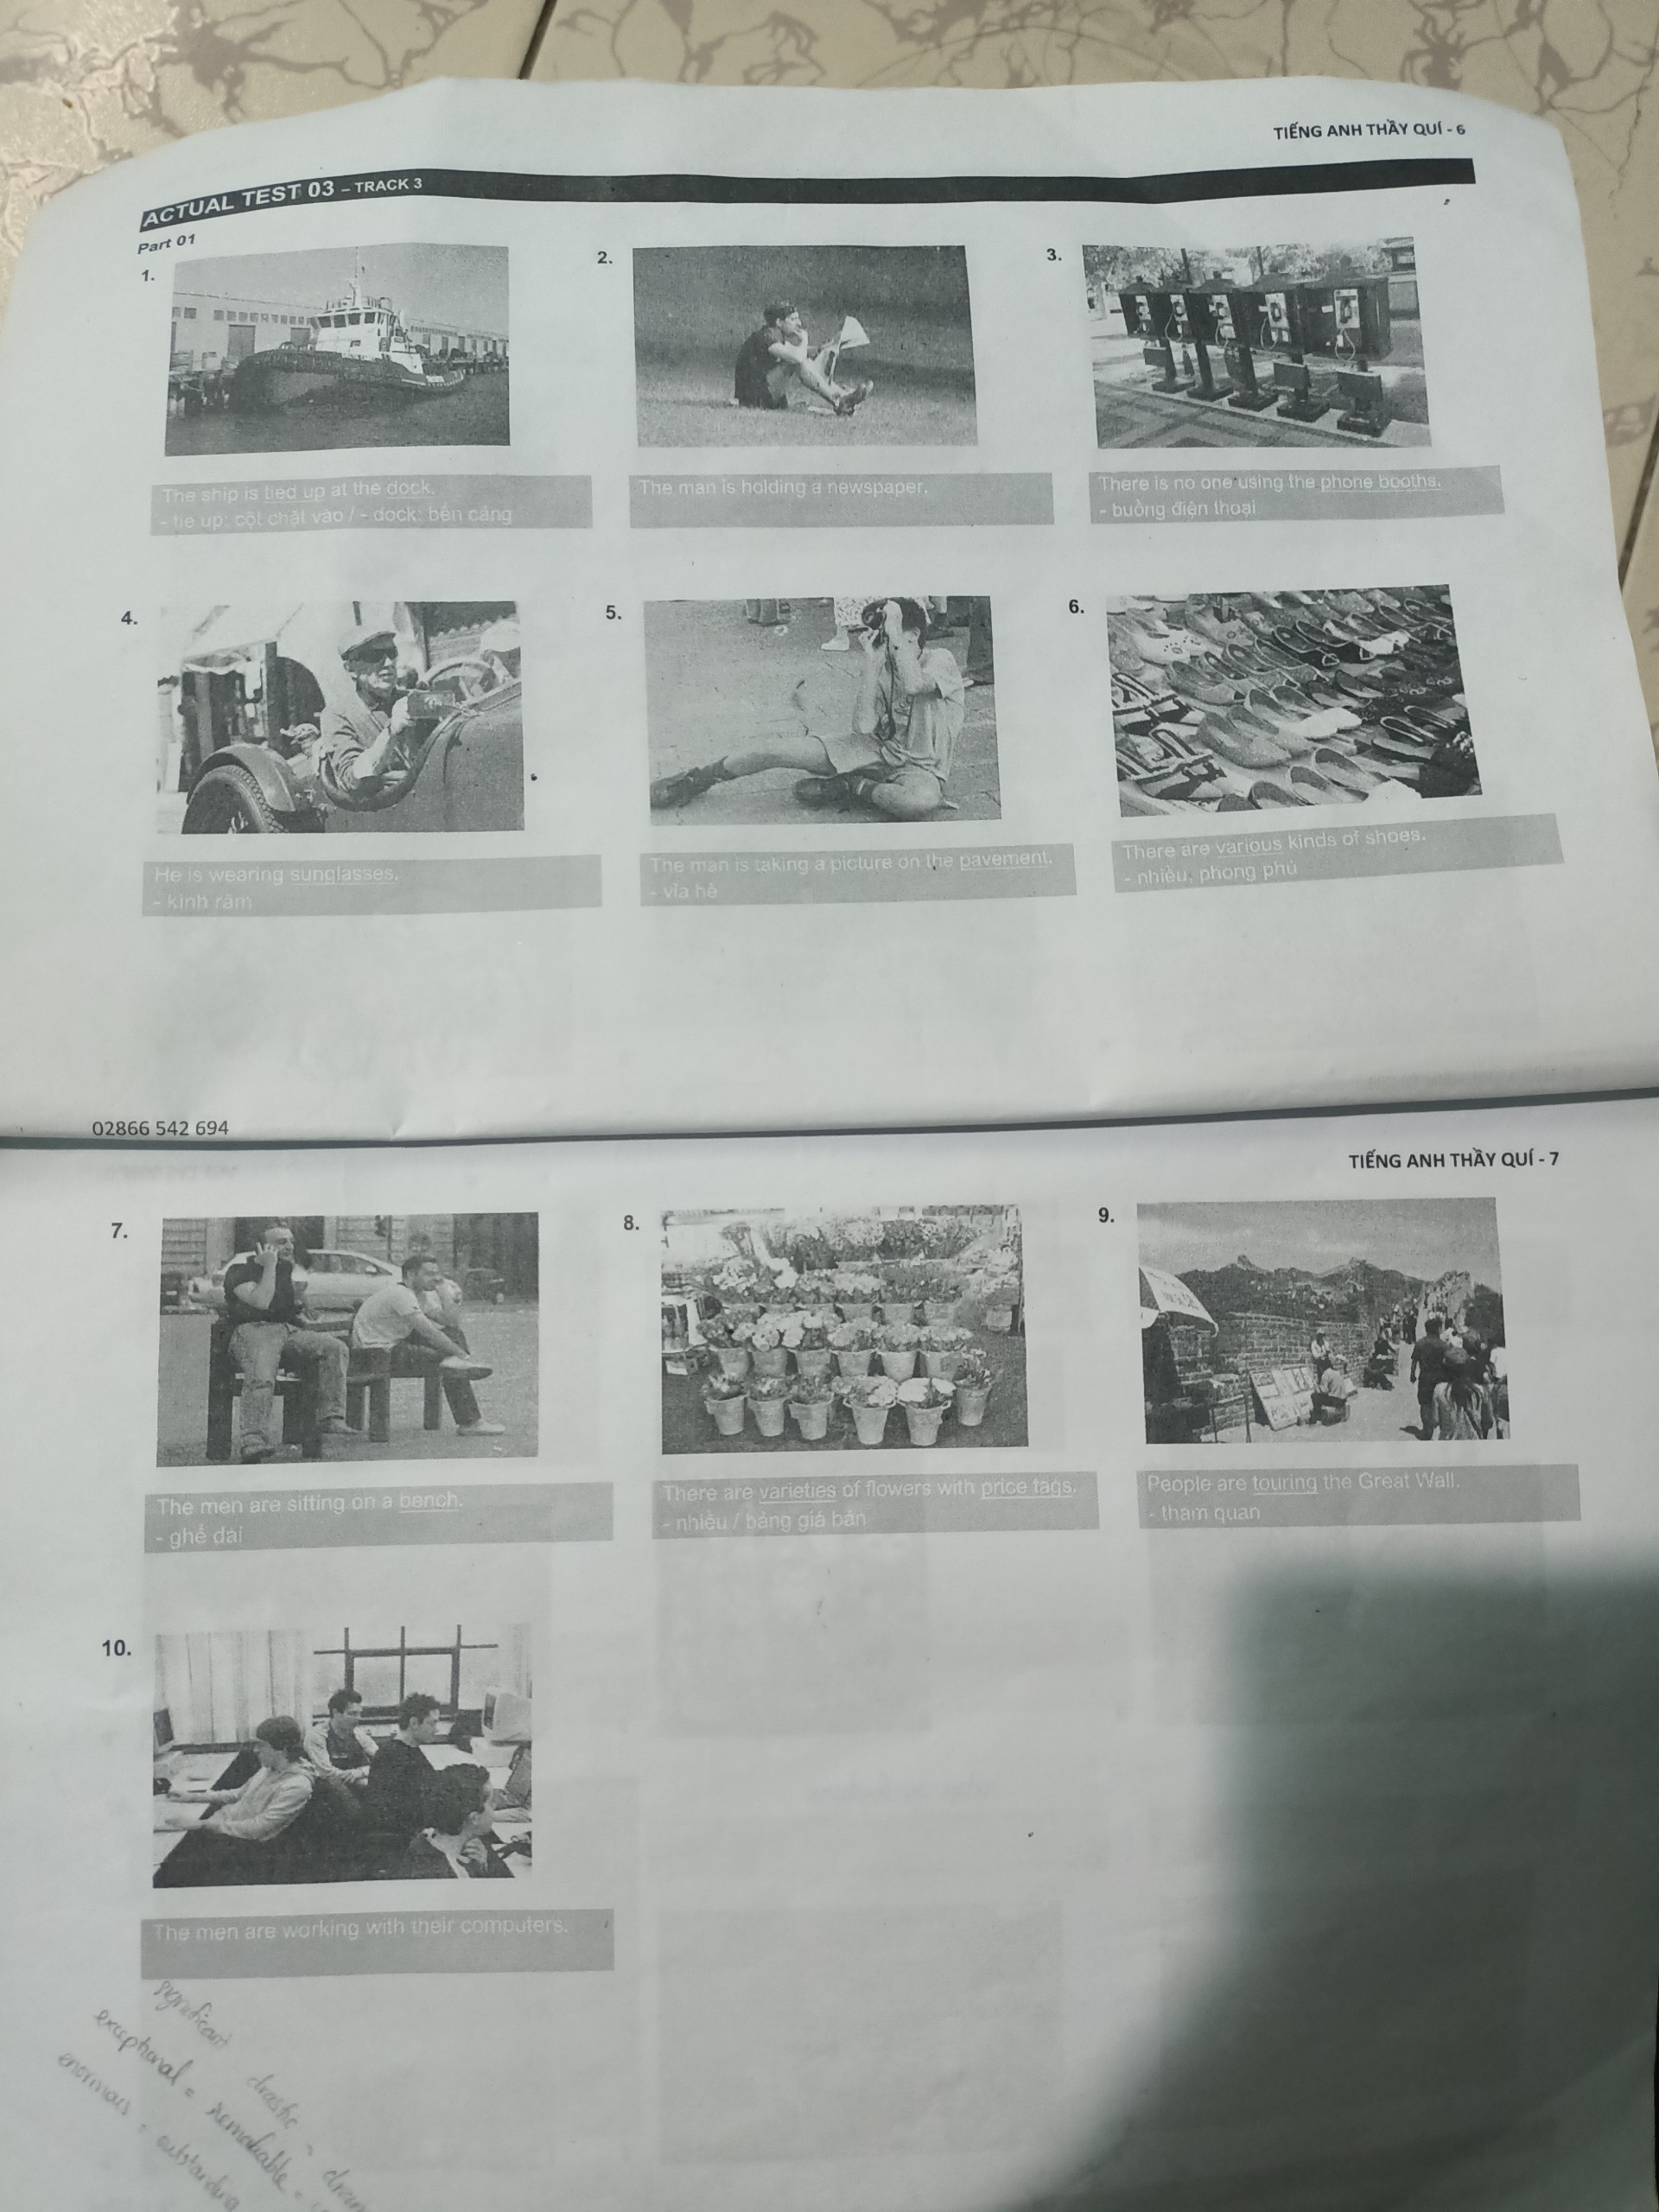 TIẾNG ANH THẦY QUÍ - 6
ACTUAL TEST 03 – TRACK 3
Part 01
1.
2.
3.
The ship is tied up at the dock.
- tie up: cột chặt vào / - dock: bến cảng
The man is holding a newspaper.
There is no one using the phone booths.
- buồng điện thoại
4.
5.
6.
He is wearing sunglasses.
- kính râm
The man is taking a picture on the pavement.
- vỉa hè
There are various kinds of shoes.
- nhiều, phong phú
02866 542 694
TIẾNG ANH THẦY QUÍ - 7
7.
8.
9.
The men are sitting on a bench.
- ghế dài
There are varieties of flowers with price tags.
- nhiều / bảng giá bán
People are touring the Great Wall.
- tham quan
10.
The men are working with their computers.
significant drastic =
exceptional = remarkable =
enormous =